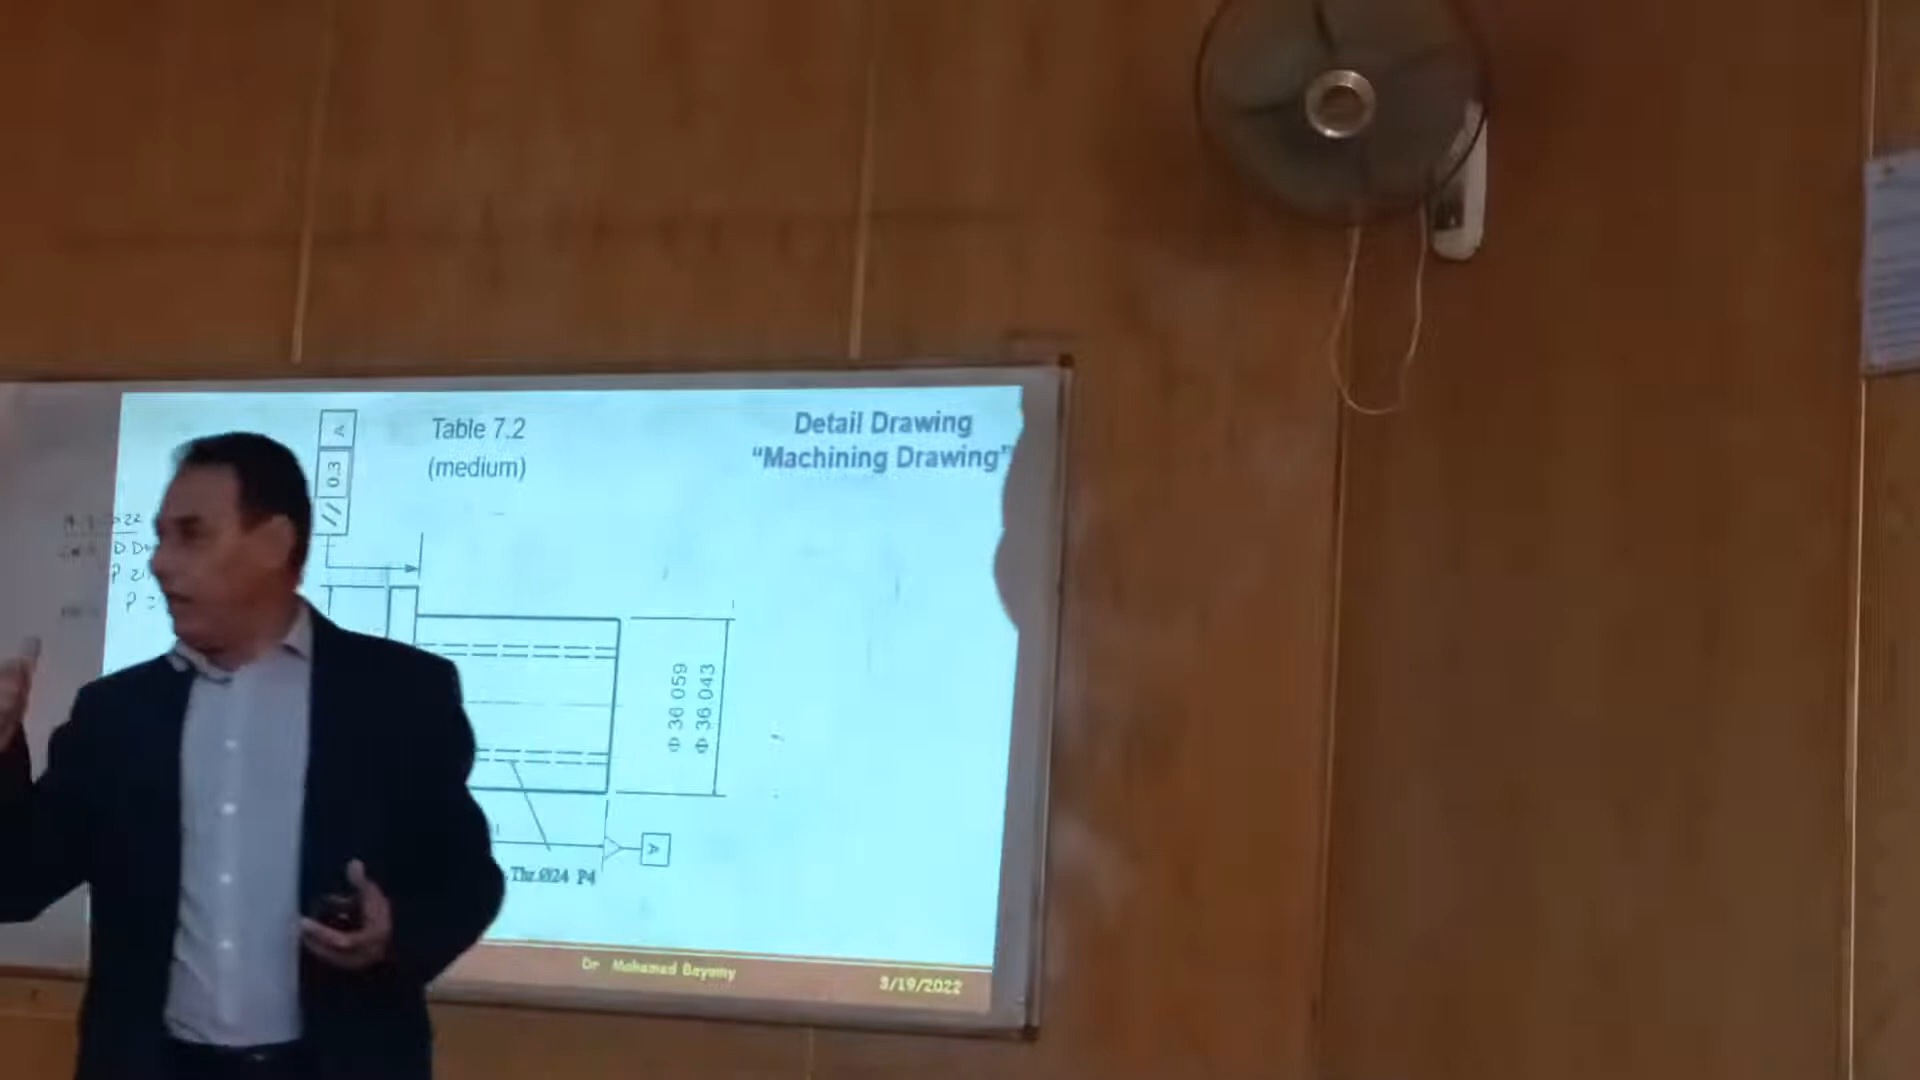 Table 7.2
(medium)
Detail Drawing
“Machining Drawing”
// 0.3 A
Φ 36.059
Φ 36.043
A
Thr.Ø24 P4
Dr Mohamed Bayomy
3/19/2022